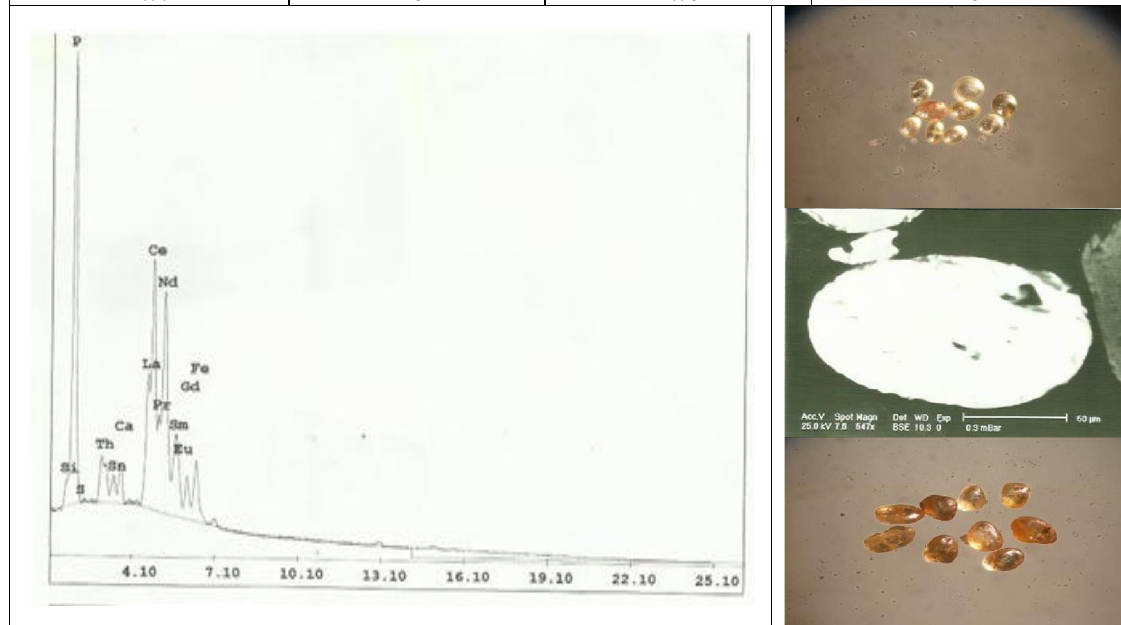 P
Ce
Nd
La
Fe
Gd
Pr
Ca
Sm
Th
Eu
Si
Sn
S
4.10 7.10 10.10 13.10 16.10 19.10 22.10 25.10
Acc.V Spot Magn Det WD Exp 50 µm
25.0 kV 7.6 547x BSE 10.3 0 0.3 mBar